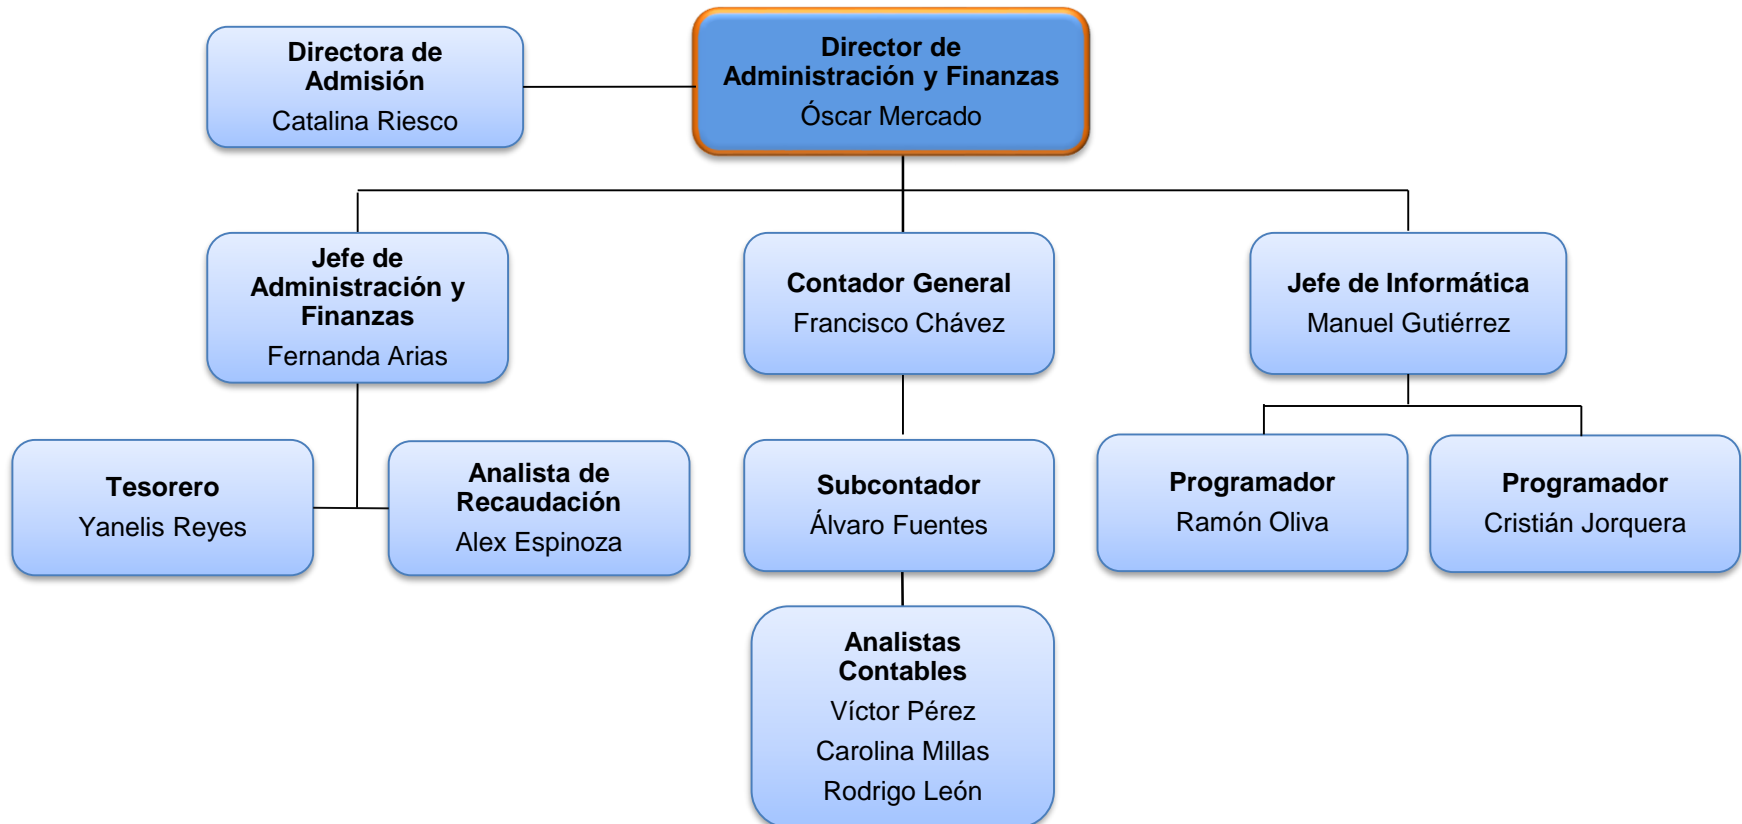 Directora de
Admisión
Catalina Riesco
Director de
Administración y Finanzas
Óscar Mercado
Jefe de
Administración y
Finanzas
Fernanda Arias
Contador General
Francisco Chávez
Jefe de Informática
Manuel Gutiérrez
Tesorero
Yanelis Reyes
Analista de
Recaudación
Alex Espinoza
Subcontador
Álvaro Fuentes
Programador
Ramón Oliva
Programador
Cristián Jorquera
Analistas
Contables
Víctor Pérez
Carolina Millas
Rodrigo León